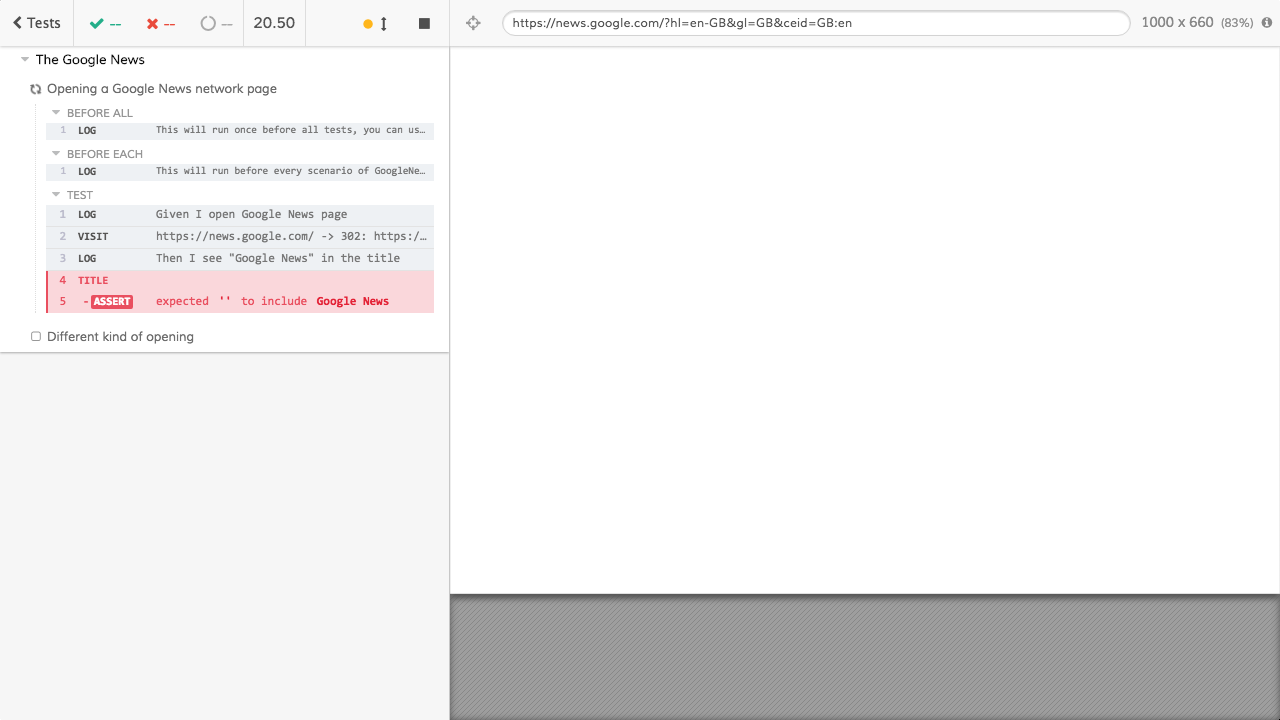 Tests -- -- -- 20.50 https://news.google.com/?hl=en-GB&gl=GB&ceid=GB:en 1000 x 660 (83%)
The Google News
Opening a Google News network page
BEFORE ALL
1 LOG This will run once before all tests, you can us…
BEFORE EACH
1 LOG This will run before every scenario of GoogleNe…
TEST
1 LOG Given I open Google News page
2 VISIT https://news.google.com/ -> 302: https:/…
3 LOG Then I see "Google News" in the title
4 TITLE
5 -ASSERT expected '' to include Google News
Different kind of opening